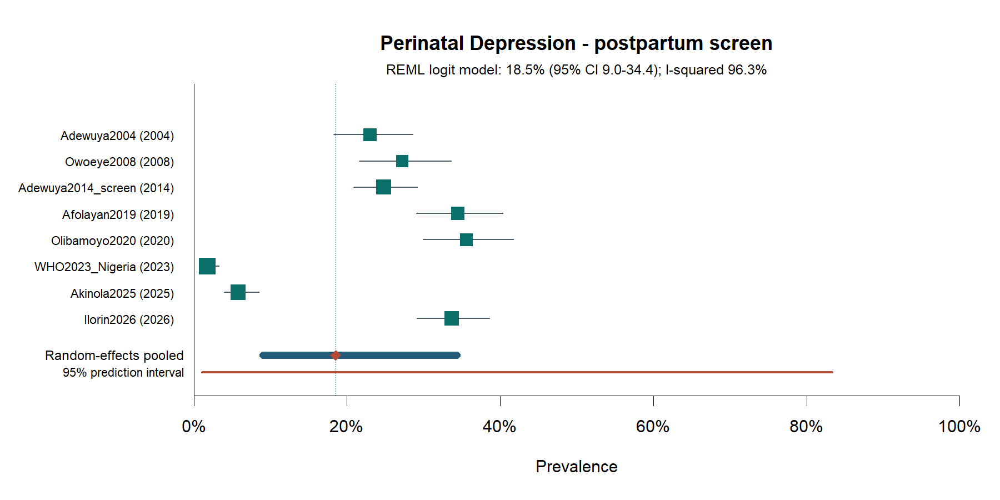 Perinatal Depression - postpartum screen
REML logit model: 18.5% (95% CI 9.0-34.4); I-squared 96.3%
Adewuya2004 (2004)
Owoeye2008 (2008)
Adewuya2014_screen (2014)
Afolayan2019 (2019)
Olibamoyo2020 (2020)
WHO2023_Nigeria (2023)
Akinola2025 (2025)
Ilorin2026 (2026)
Random-effects pooled
95% prediction interval
0% 20% 40% 60% 80% 100%
Prevalence